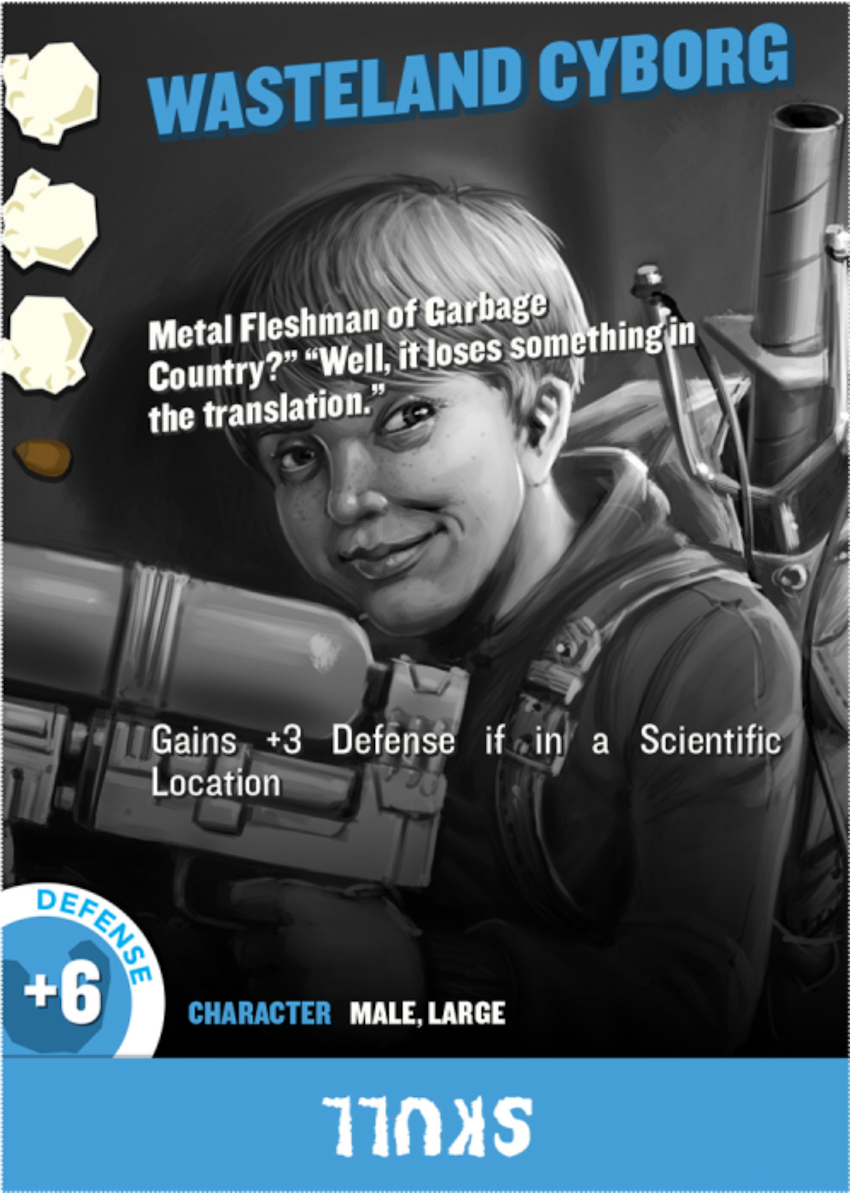 WASTELAND CYBORG
Metal Fleshman of Garbage
Country?” “Well, it loses something in
the translation.”
Gains +3 Defense if in a Scientific
Location
DEFENSE
+6
CHARACTER MALE, LARGE
SKULL